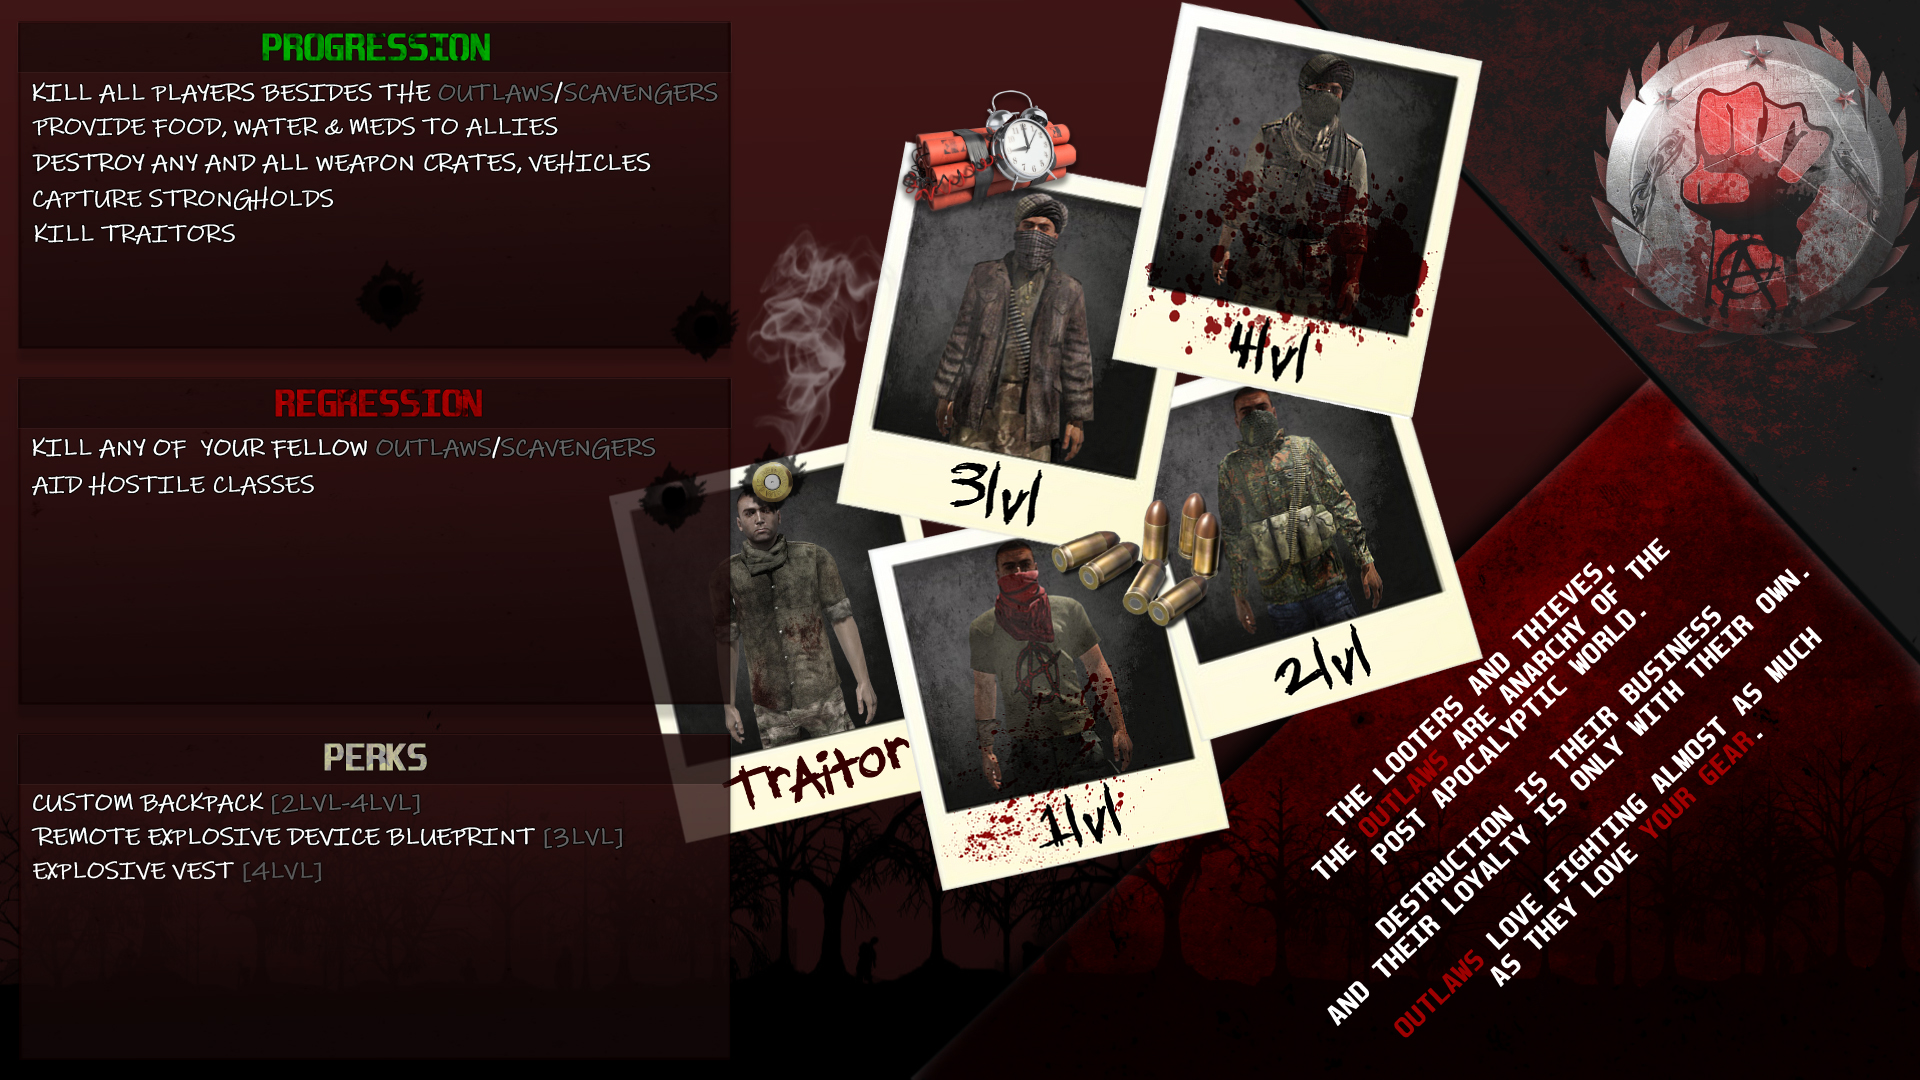 PROGRESSION
KILL ALL PLAYERS BESIDES THE OUTLAWS/SCAVENGERS
PROVIDE FOOD, WATER & MEDS TO ALLIES
DESTROY ANY AND ALL WEAPON CRATES, VEHICLES
CAPTURE STRONGHOLDS
KILL TRAITORS
REGRESSION
KILL ANY OF YOUR FELLOW OUTLAWS/SCAVENGERS
AID HOSTILE CLASSES
PERKS
CUSTOM BACKPACK [2LVL-4LVL]
REMOTE EXPLOSIVE DEVICE BLUEPRINT [3LVL]
EXPLOSIVE VEST [4LVL]
4lvl
3lvl
2lvl
1lvl
TrAitor
THE LOOTERS AND THIEVES,
THE OUTLAWS ARE ANARCHY OF THE
POST APOCALYPTIC WORLD.
DESTRUCTION IS THEIR BUSINESS
AND THEIR LOYALTY IS ONLY WITH THEIR OWN.
OUTLAWS LOVE FIGHTING ALMOST AS MUCH
AS THEY LOVE YOUR GEAR.